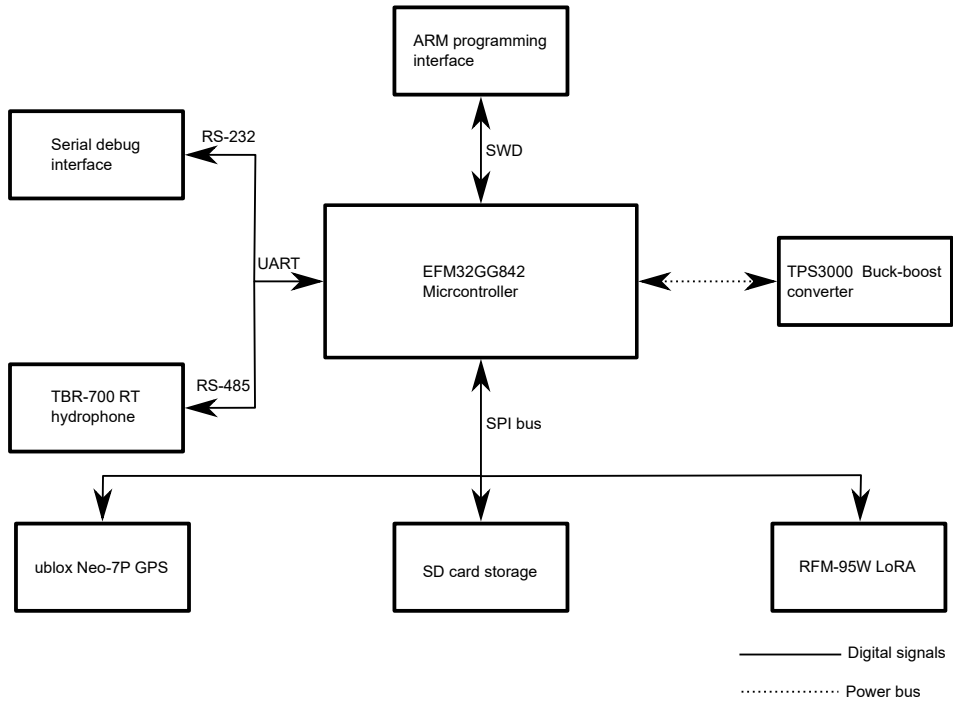 ARM programming
interface
Serial debug
interface
RS-232
SWD
UART
EFM32GG842
Micrcontroller
TPS3000 Buck-boost
converter
TBR-700 RT
hydrophone
RS-485
SPI bus
ublox Neo-7P GPS
SD card storage
RFM-95W LoRA
Digital signals
Power bus